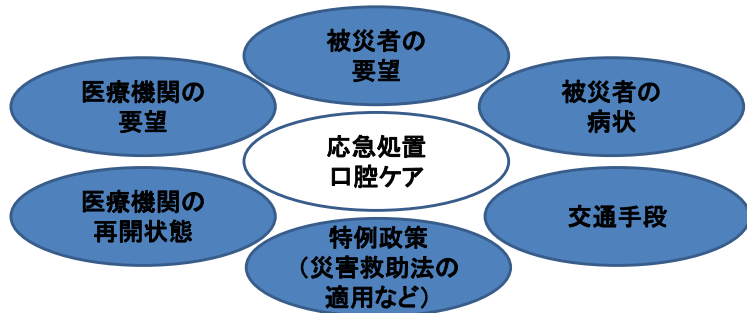 被災者の
要望
医療機関の
要望
被災者の
病状
応急処置
口腔ケア
医療機関の
再開状態
交通手段
特例政策
（災害救助法の
適用など）